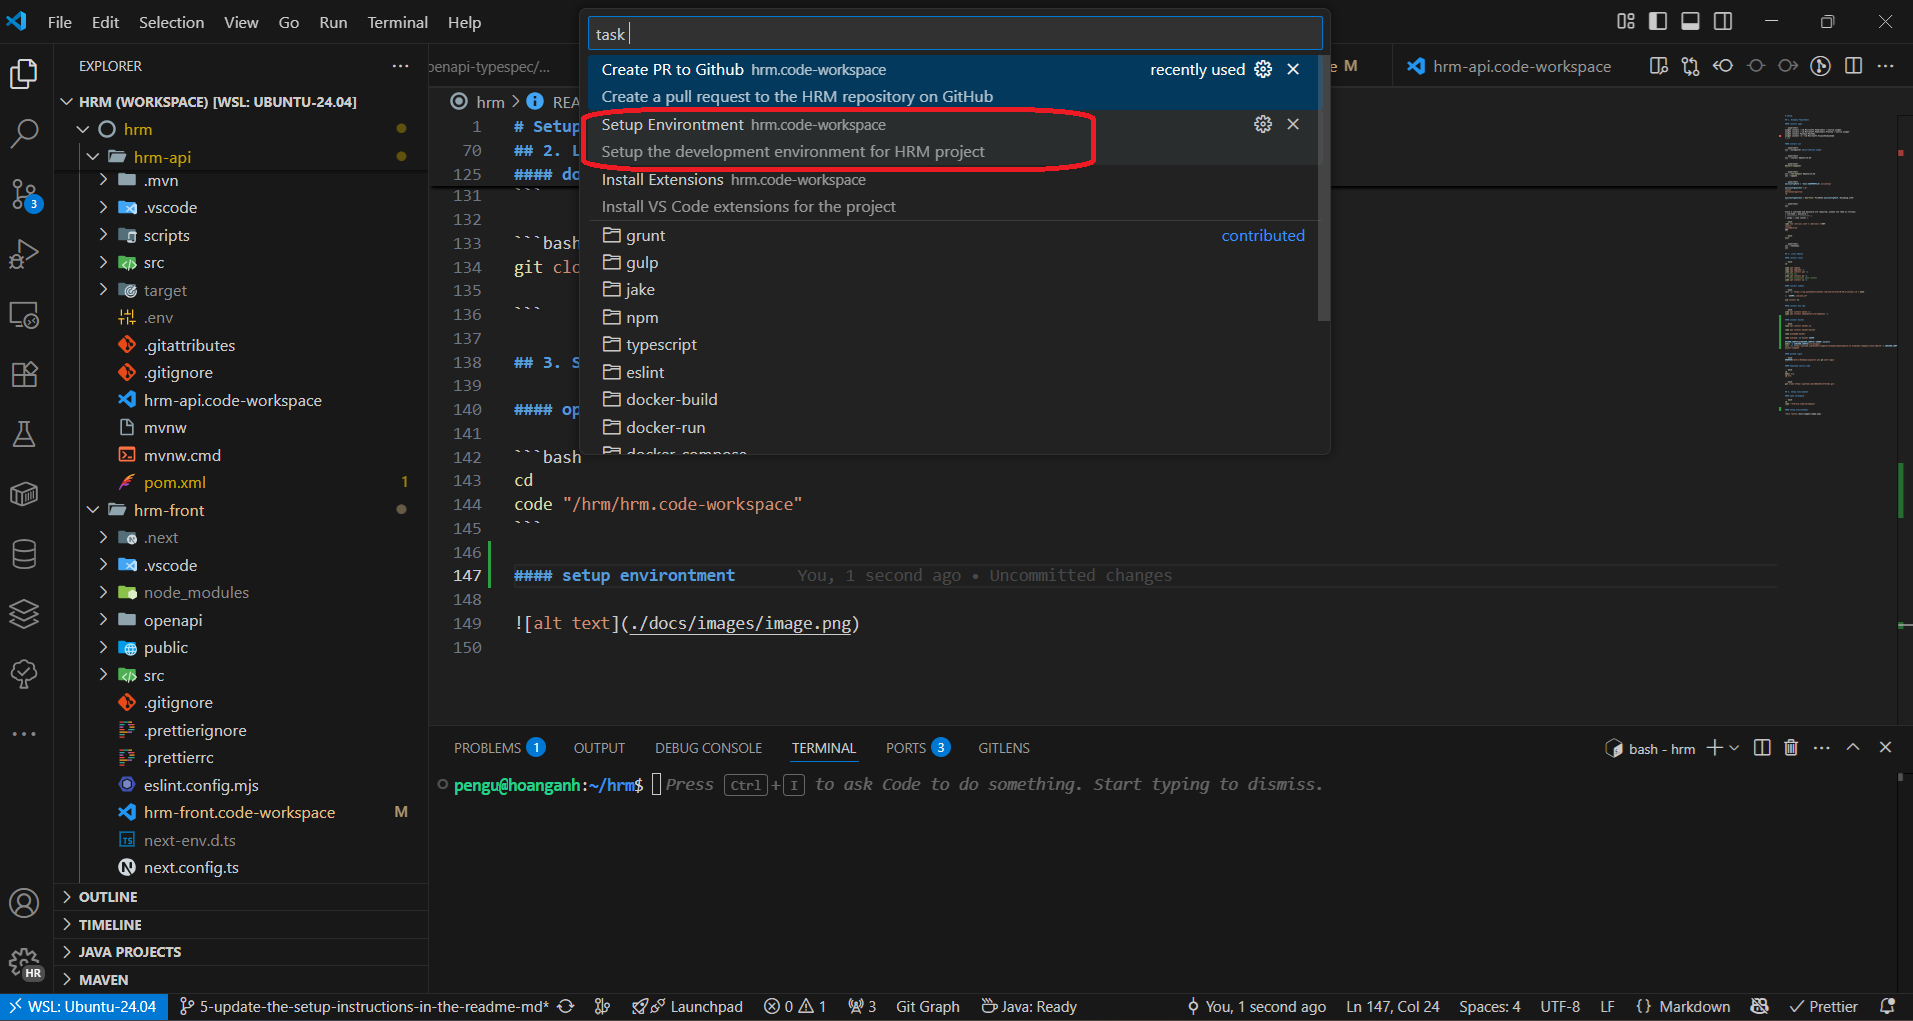 File Edit Selection View Go Run Terminal Help
task
Create PR to Github hrm.code-workspace recently used
Create a pull request to the HRM repository on GitHub
Setup Environtment hrm.code-workspace
Setup the development environment for HRM project
Install Extensions hrm.code-workspace
Install VS Code extensions for the project
grunt contributed
gulp
jake
npm
typescript
eslint
docker-build
docker-run
docker-compose
EXPLORER
HRM (WORKSPACE) [WSL: UBUNTU-24.04]
hrm
hrm-api
.mvn
.vscode
scripts
src
target
.env
.gitattributes
.gitignore
hrm-api.code-workspace
mvnw
mvnw.cmd
pom.xml 1
hrm-front
.next
.vscode
node_modules
openapi
public
src
.gitignore
.prettierignore
.prettierrc
eslint.config.mjs
hrm-front.code-workspace M
next-env.d.ts
next.config.ts
OUTLINE
TIMELINE
JAVA PROJECTS
MAVEN
3
HR
penapi-typespec/...
e M
hrm-api.code-workspace
hrm > REA
1 # Setup
70 ## 2. L
125 #### do
131 ```
132
133 ```bash
134 git clo
135
136 ```
137
138 ## 3. S
139
140 #### op
141
142 ```bash
143 cd
144 code "/hrm/hrm.code-workspace"
145 ```
146
147 #### setup environtment You, 1 second ago • Uncommitted changes
148
149 ![alt text](./docs/images/image.png)
150
PROBLEMS 1 OUTPUT DEBUG CONSOLE TERMINAL PORTS 3 GITLENS
bash - hrm
pengu@hoanganh:~/hrm$ Press Ctrl+I to ask Code to do something. Start typing to dismiss.
WSL: Ubuntu-24.04 5-update-the-setup-instructions-in-the-readme-md* Launchpad 0 1 3 Git Graph Java: Ready You, 1 second ago Ln 147, Col 24 Spaces: 4 UTF-8 LF {} Markdown Prettier